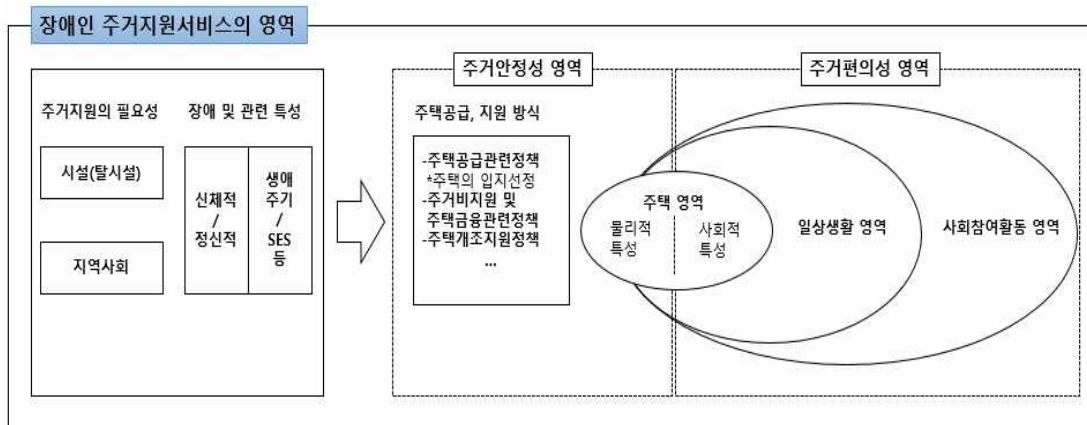 장애인 주거지원서비스의 영역
주거지원의 필요성
장애 및 관련 특성
시설(탈시설)
지역사회
신체적
/
정신적
생애
주기
/
SES
등
주거안정성 영역
주택공급, 지원 방식
-주택공급관련정책
*주택의 입지선정
-주거비지원 및
주택금융관련정책
-주택개조지원정책
...
주거편의성 영역
주택 영역
물리적
특성
사회적
특성
일상생활 영역
사회참여활동 영역